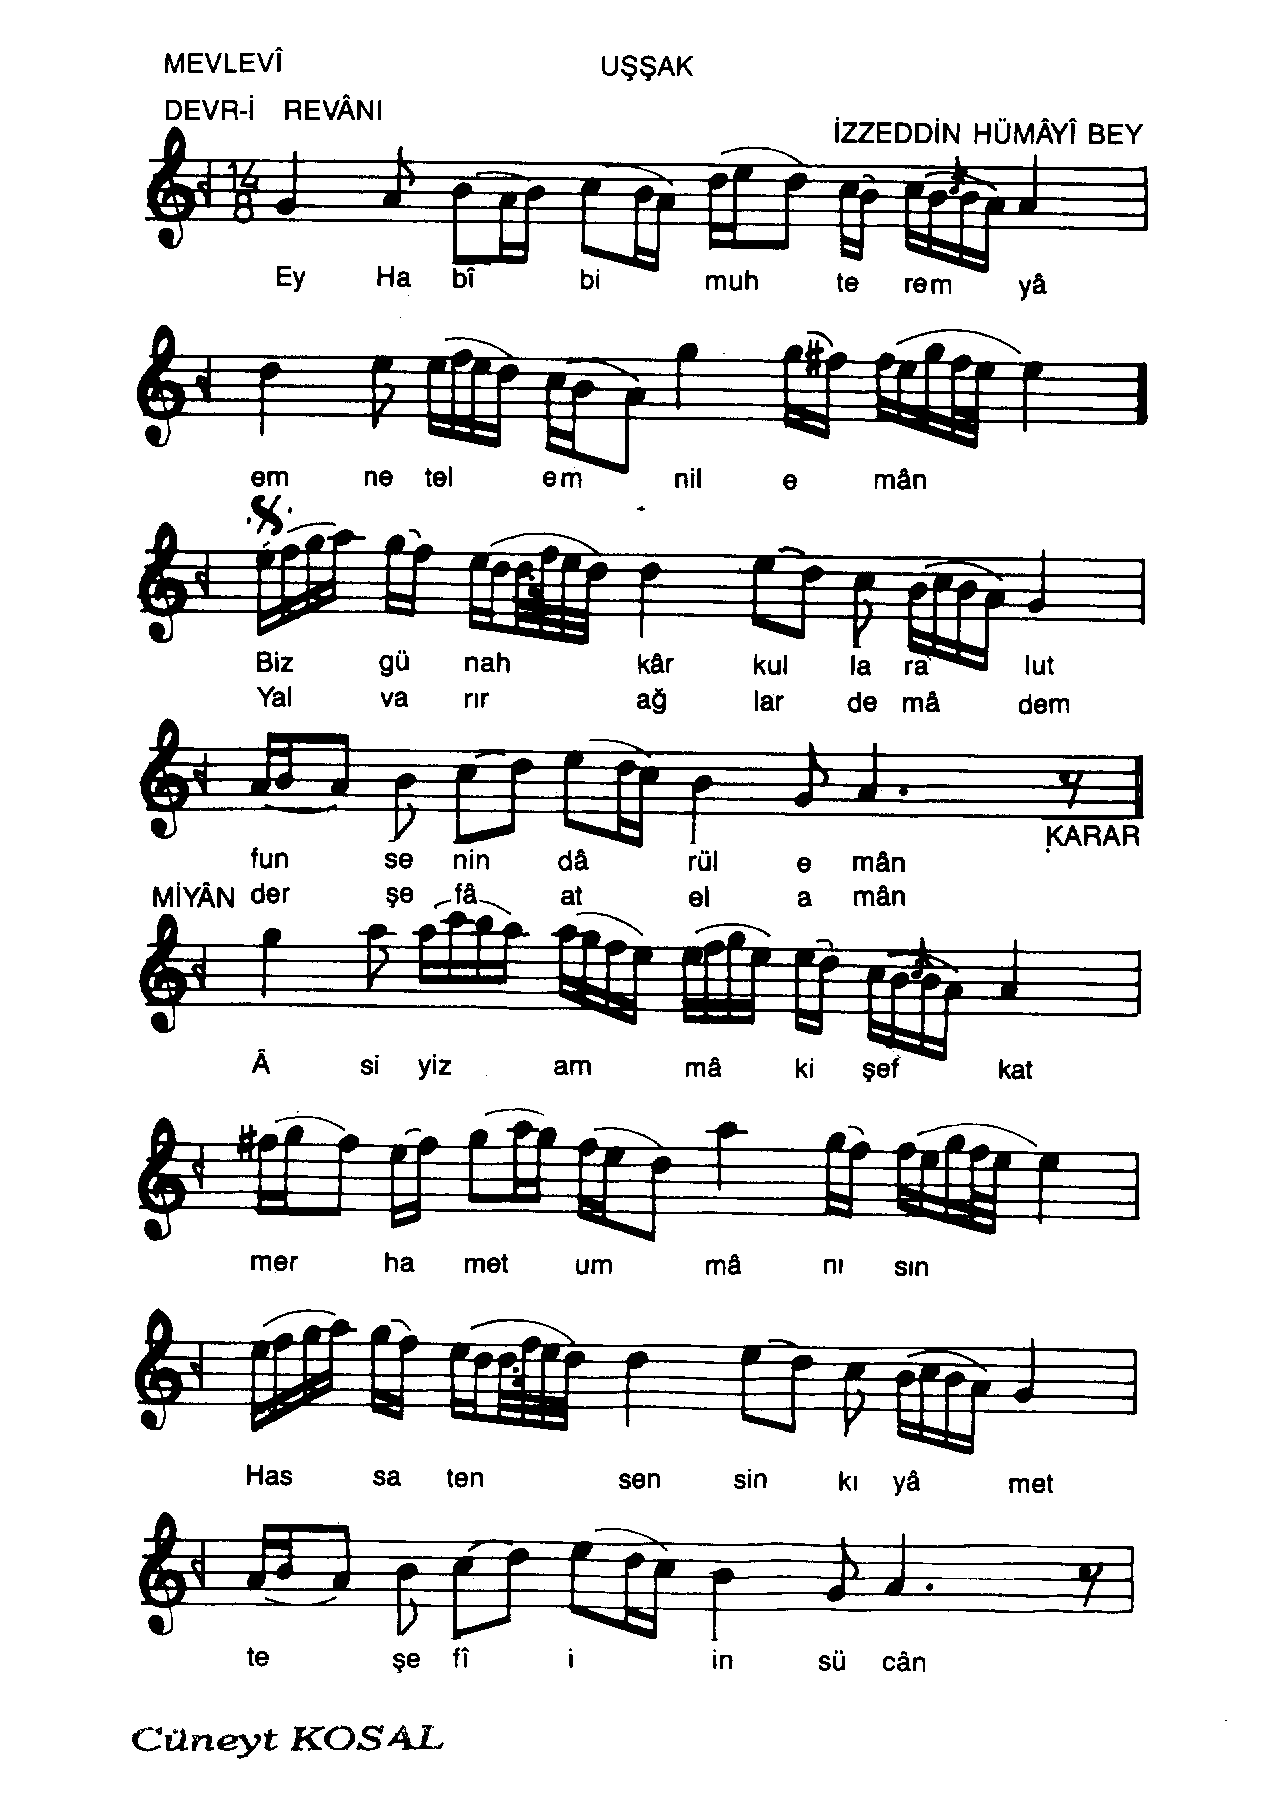 MEVLEVÎ
UŞŞAK
DEVR-İ REVÂNI
İZZEDDİN HÜMÂYÎ BEY
14
8
Ey Ha bî bi muh te rem yâ
em ne tel em nil e mân
Biz gü nah kâr kul la ra lut
Yal va rır ağ lar de mâ dem
KARAR
fun se nin dâ rül e mân
MİYÂN der şe fâ at el a mân
Â si yiz am mâ ki şef kat
mer ha met um mâ nı sın
Has sa ten sen sin kı yâ met
te şe fî i in sü cân
Cüneyt KOSAL